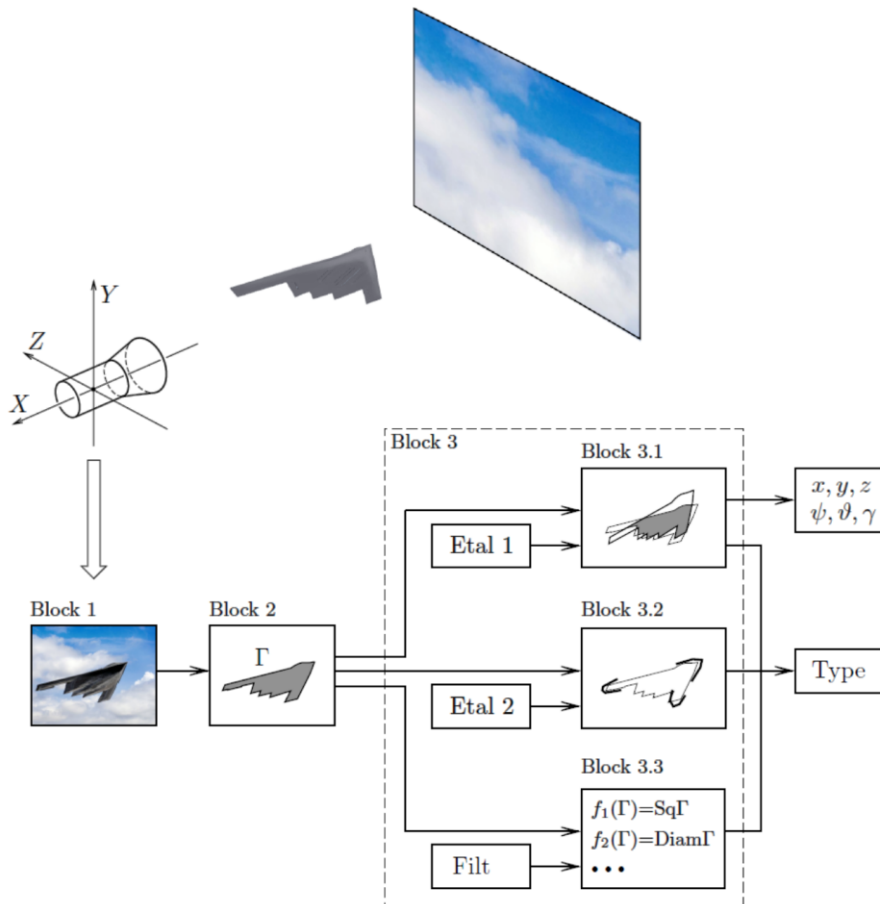 Y
Z
X
Block 3
Block 3.1
x, y, z
ψ, ϑ, γ
Etal 1
Block 1
Block 2
Block 3.2
Γ
Type
Etal 2
Block 3.3
f₁(Γ)=SqΓ
f₂(Γ)=DiamΓ
Filt
•••